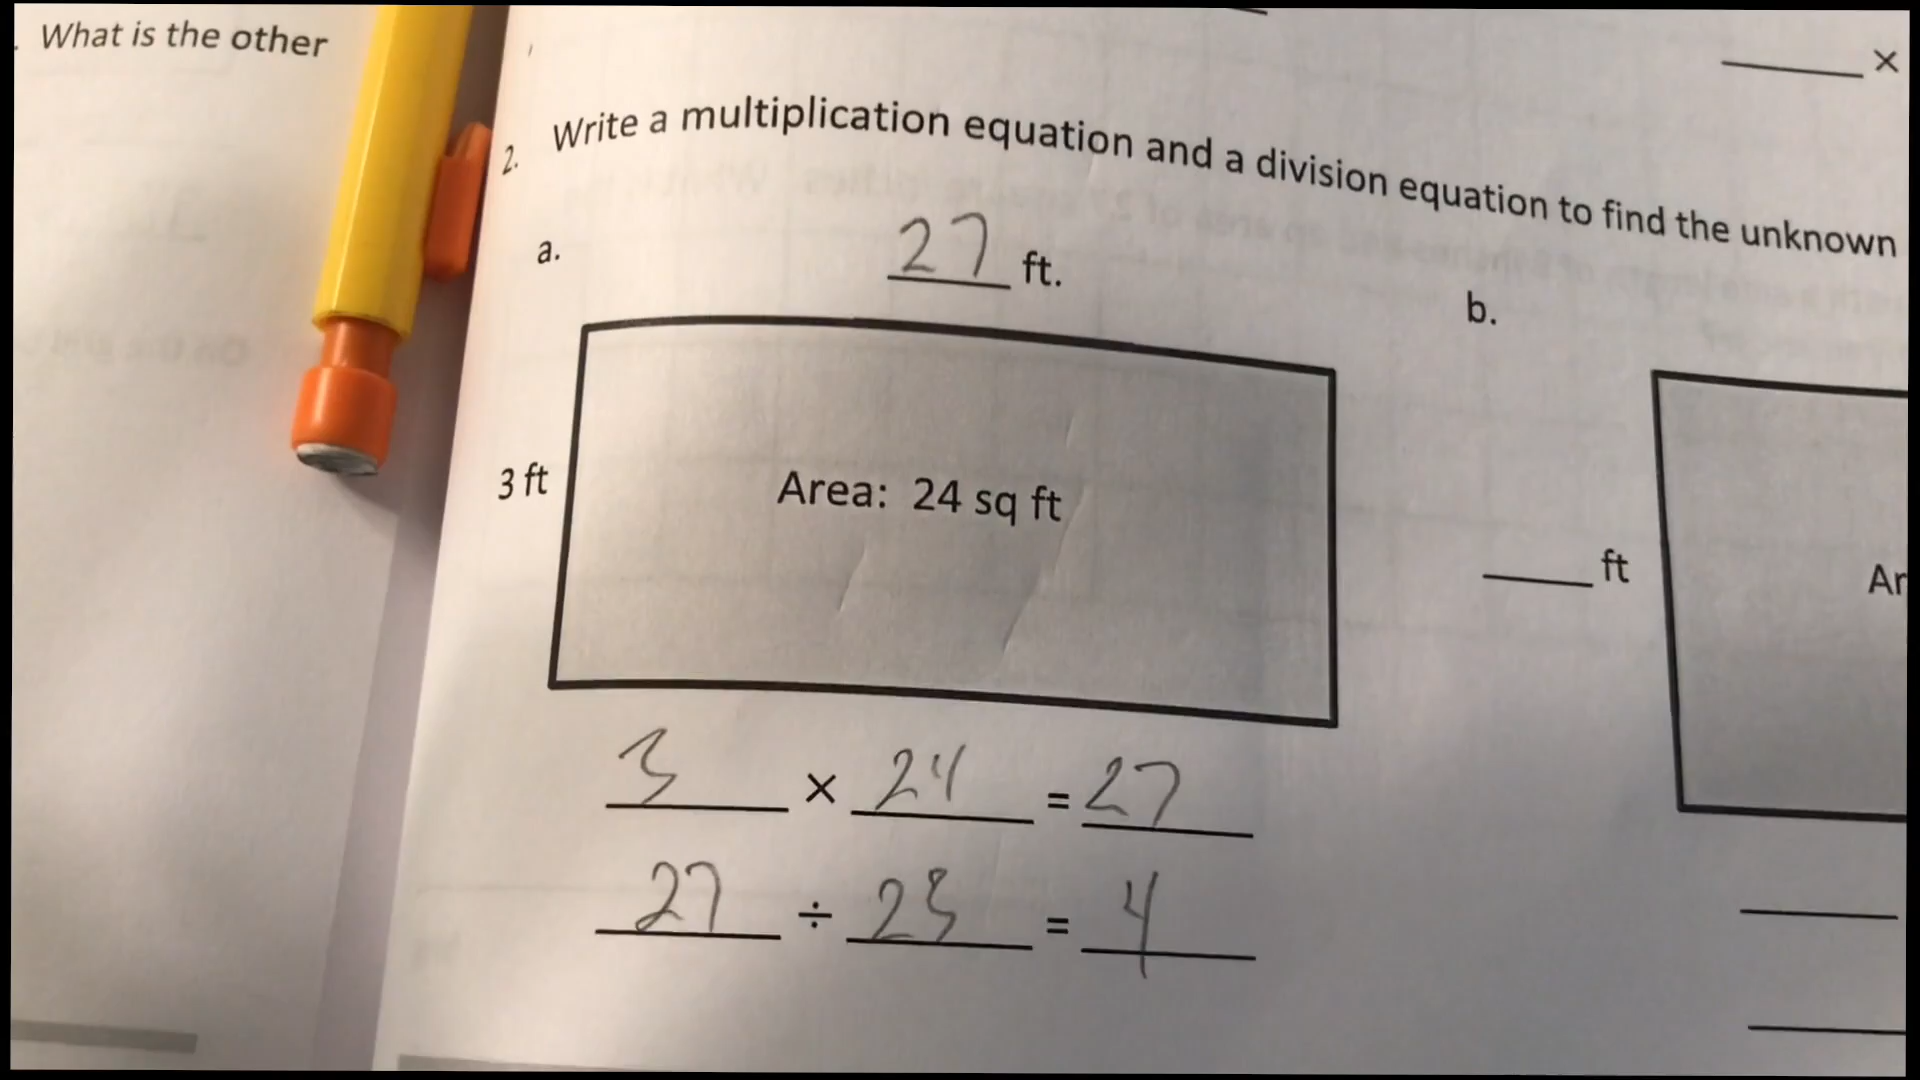 What is the other
×
2. Write a multiplication equation and a division equation to find the unknown
a. 27 ft.
b.
3 ft
Area: 24 sq ft
ft
3 × 24 = 27
27 ÷ 23 = 4